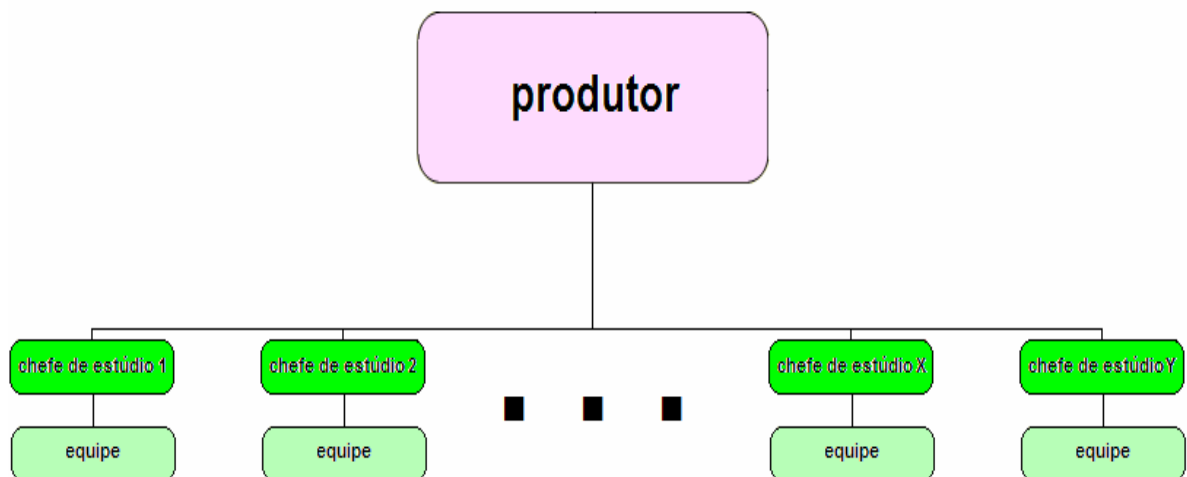 produtor
chefe de estúdio 1
chefe de estúdio 2
chefe de estúdio X
chefe de estúdio Y
equipe
equipe
equipe
equipe